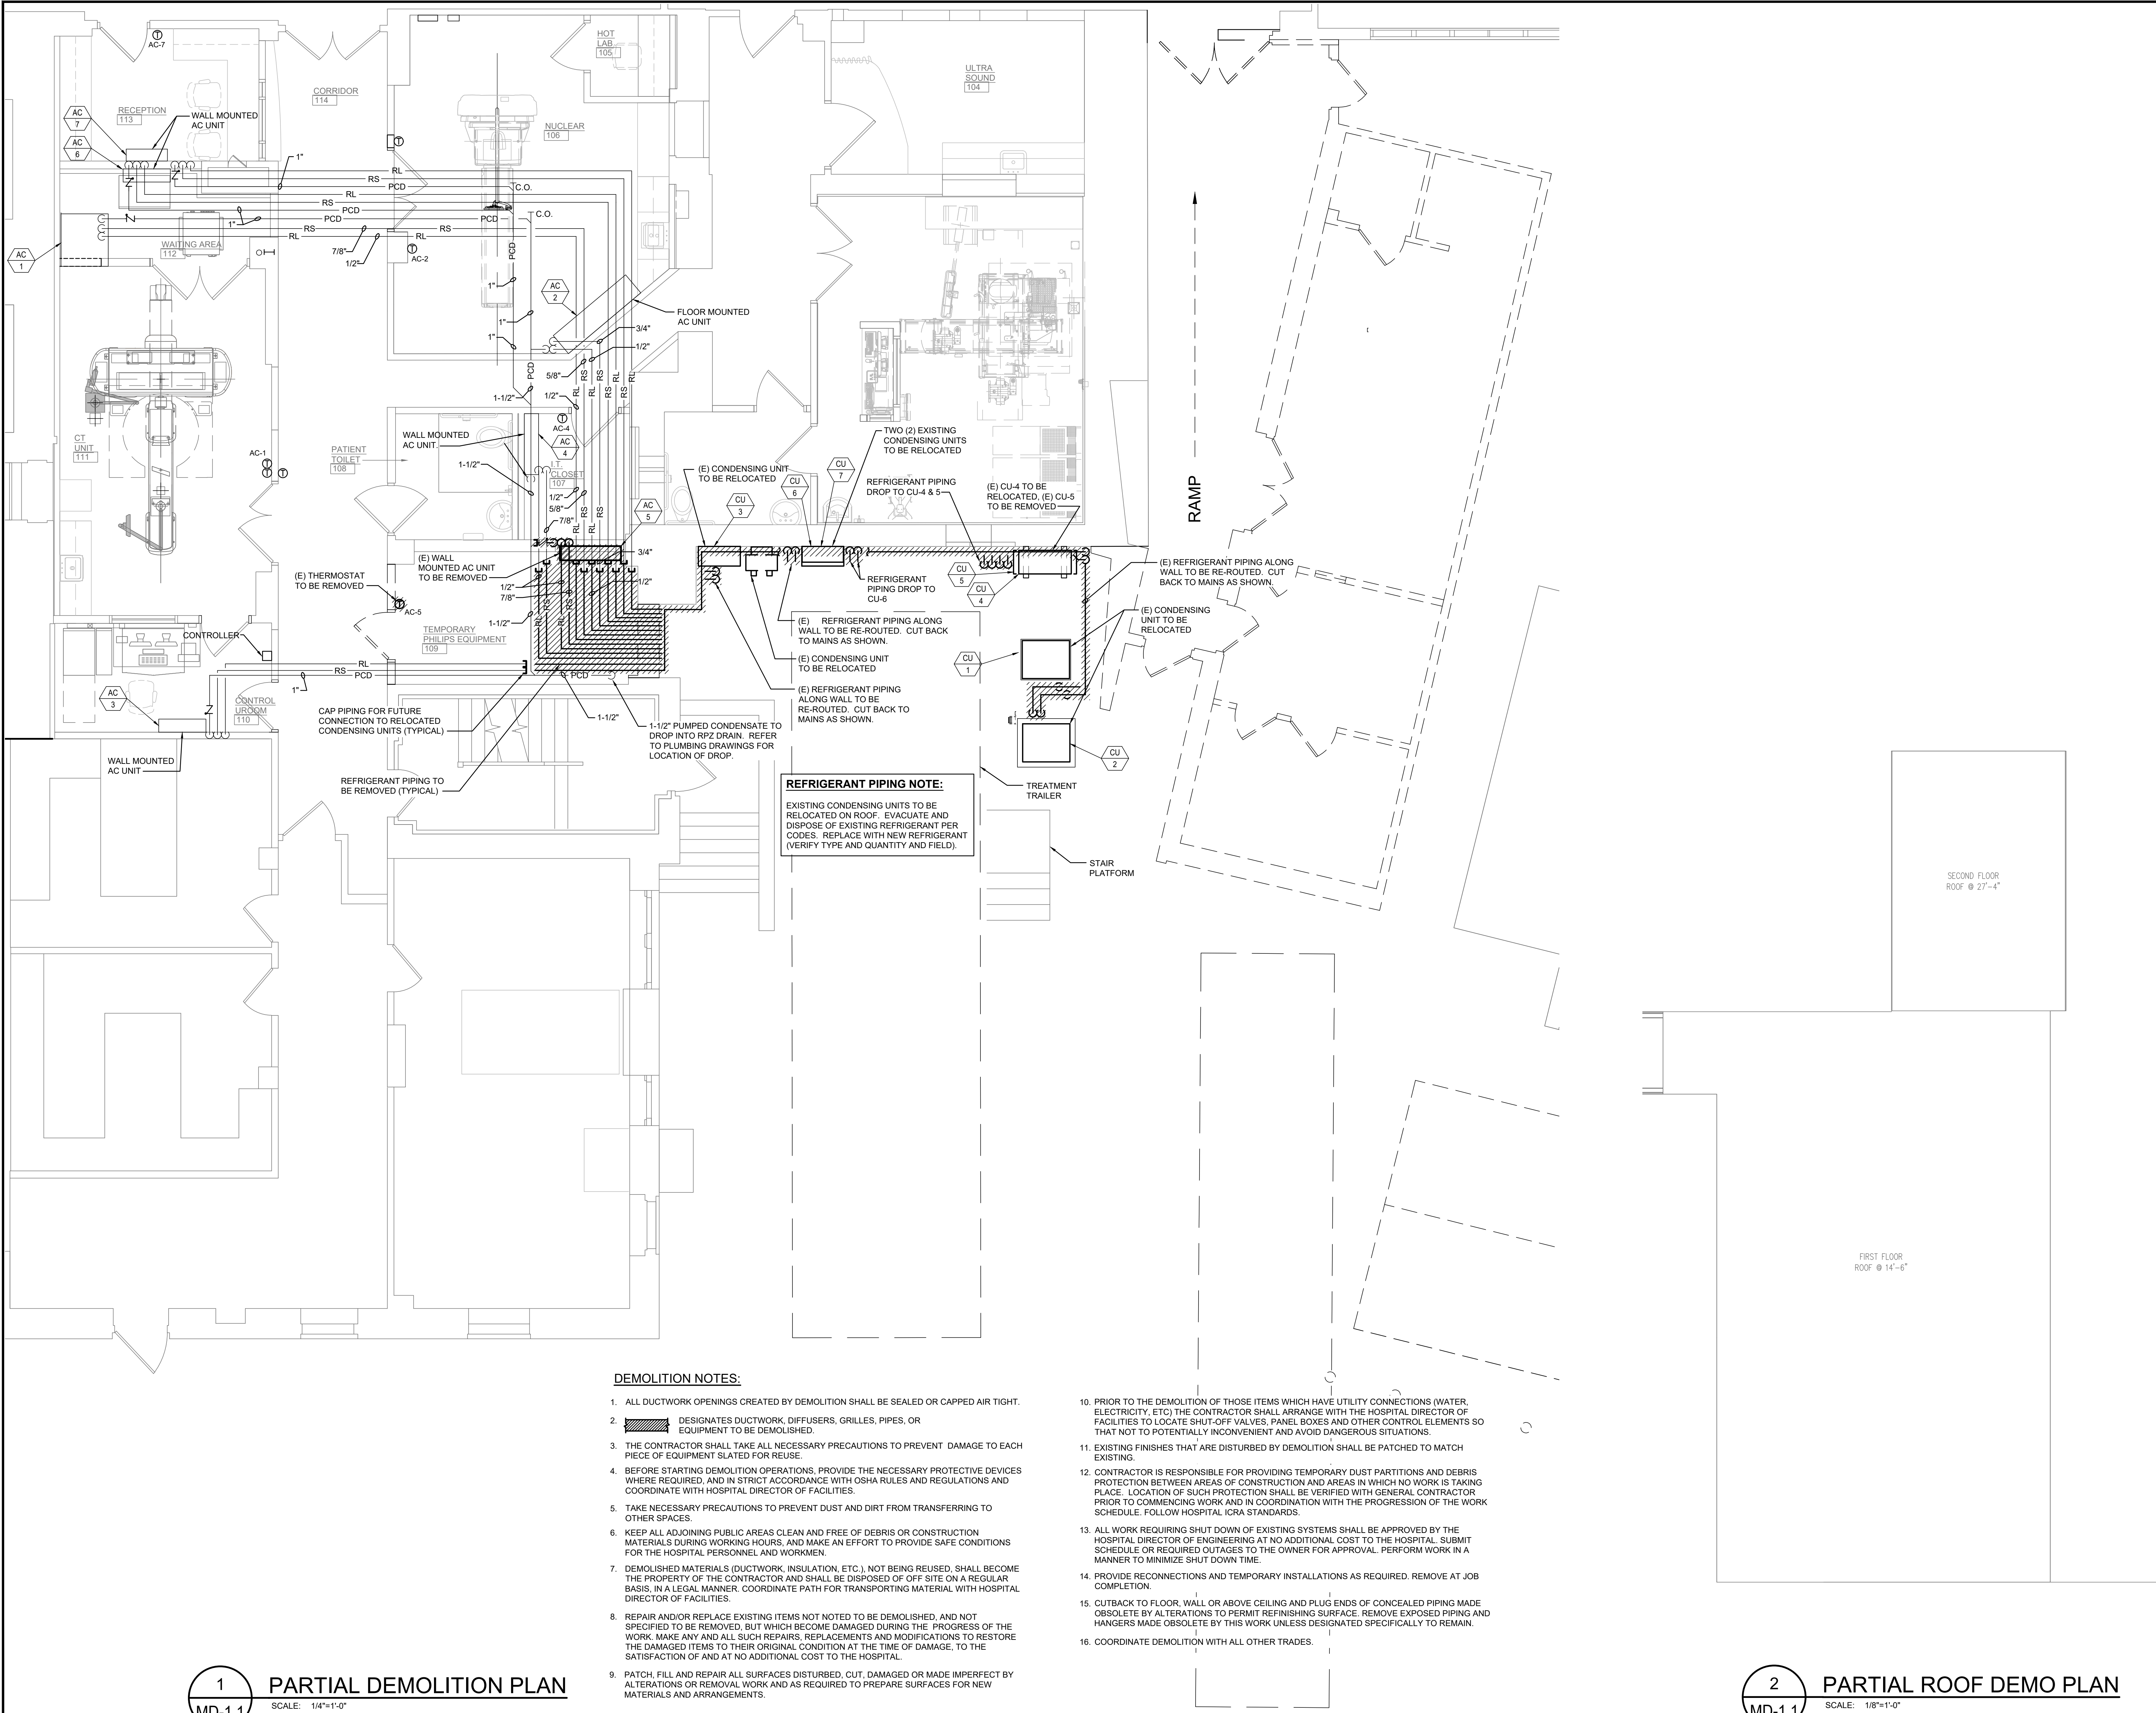 AC-7
HOT
LAB
105
ULTRA
SOUND
104
CORRIDOR
114
RECEPTION
113
AC
7
AC
6
WALL MOUNTED
AC UNIT
NUCLEAR
106
1"
RL
RS
PCD
RL
RS
PCD
C.O.
PCD
PCD
C.O.
1"
RS
RS
RL
RL
WAITING AREA
112
7/8"
1/2"
AC-2
AC
1
PCD
1"
AC
2
FLOOR MOUNTED
AC UNIT
1"
1"
3/4"
1/2"
5/8"
PCD
RL
RS
RL
RS
RS
RL
RS
RL
1-1/2"
1/2"
AC-4
AC
4
WALL MOUNTED
AC UNIT
CT
UNIT
111
AC-1
PATIENT
TOILET
108
1-1/2"
I.T.
CLOSET
107
1/2"
5/8"
7/8"
RL
RS
RL
RS
AC
5
(E) CONDENSING UNIT
TO BE RELOCATED
CU
3
TWO (2) EXISTING
CONDENSING UNITS
TO BE RELOCATED
CU
6
CU
7
REFRIGERANT PIPING
DROP TO CU-4 & 5
(E) CU-4 TO BE
RELOCATED, (E) CU-5
TO BE REMOVED
RAMP
(E) WALL
MOUNTED AC UNIT
TO BE REMOVED
3/4"
1/2"
1/2"
7/8"
(E) THERMOSTAT
TO BE REMOVED
AC-5
1-1/2"
RL
RS
RL
RS
TEMPORARY
PHILIPS EQUIPMENT
109
REFRIGERANT
PIPING DROP TO
CU-6
CU
5
CU
4
(E) REFRIGERANT PIPING ALONG
WALL TO BE REMOVED. CUT
BACK TO MAINS AS SHOWN.
(E) CONDENSING
UNIT TO BE
RELOCATED
(E) REFRIGERANT PIPING ALONG
WALL TO BE RE-ROUTED. CUT BACK
TO MAINS AS SHOWN.
(E) CONDENSING UNIT
TO BE RELOCATED
CU
1
(E) REFRIGERANT PIPING
ALONG WALL TO BE
RE-ROUTED. CUT BACK TO
MAINS AS SHOWN.
CONTROLLER
RL
RS
PCD
PCD
1"
AC
3
CONTROL
UROOM
110
CAP PIPING FOR FUTURE
CONNECTION TO RELOCATED
CONDENSING UNITS (TYPICAL)
1-1/2"
1-1/2" PUMPED CONDENSATE TO
DROP INTO RPZ DRAIN. REFER
TO PLUMBING DRAWINGS FOR
LOCATION OF DROP.
CU
2
WALL MOUNTED
AC UNIT
REFRIGERANT PIPING TO
BE REMOVED (TYPICAL)
REFRIGERANT PIPING NOTE:
EXISTING CONDENSING UNITS TO BE
RELOCATED ON ROOF. EVACUATE AND
DISPOSE OF EXISTING REFRIGERANT PER
CODES. REPLACE WITH NEW REFRIGERANT
(VERIFY TYPE AND QUANTITY AND FIELD).
TREATMENT
TRAILER
STAIR
PLATFORM
SECOND FLOOR
ROOF @ 27'-4"
FIRST FLOOR
ROOF @ 14'-6"
DEMOLITION NOTES:
1. ALL DUCTWORK OPENINGS CREATED BY DEMOLITION SHALL BE SEALED OR CAPPED AIR TIGHT.
2. DESIGNATES DUCTWORK, DIFFUSERS, GRILLES, PIPES, OR
EQUIPMENT TO BE DEMOLISHED.
3. THE CONTRACTOR SHALL TAKE ALL NECESSARY PRECAUTIONS TO PREVENT DAMAGE TO EACH
PIECE OF EQUIPMENT SLATED FOR REUSE.
4. BEFORE STARTING DEMOLITION OPERATIONS, PROVIDE THE NECESSARY PROTECTIVE DEVICES
WHERE REQUIRED, AND IN STRICT ACCORDANCE WITH OSHA RULES AND REGULATIONS AND
COORDINATE WITH HOSPITAL DIRECTOR OF FACILITIES.
5. TAKE NECESSARY PRECAUTIONS TO PREVENT DUST AND DIRT FROM TRANSFERRING TO
OTHER SPACES.
6. KEEP ALL ADJOINING PUBLIC AREAS CLEAN AND FREE OF DEBRIS OR CONSTRUCTION
MATERIALS DURING WORKING HOURS, AND MAKE AN EFFORT TO PROVIDE SAFE CONDITIONS
FOR THE HOSPITAL PERSONNEL AND WORKMEN.
7. DEMOLISHED MATERIALS (DUCTWORK, INSULATION, ETC.), NOT BEING REUSED, SHALL BECOME
THE PROPERTY OF THE CONTRACTOR AND SHALL BE DISPOSED OF OFF SITE ON A REGULAR
BASIS, IN A LEGAL MANNER. COORDINATE PATH FOR TRANSPORTING MATERIAL WITH HOSPITAL
DIRECTOR OF FACILITIES.
8. REPAIR AND/OR REPLACE EXISTING ITEMS NOT NOTED TO BE DEMOLISHED, AND NOT
SPECIFIED TO BE REMOVED, BUT WHICH BECOME DAMAGED DURING THE PROGRESS OF THE
WORK. MAKE ANY AND ALL SUCH REPAIRS, REPLACEMENTS AND MODIFICATIONS TO RESTORE
THE DAMAGED ITEMS TO THEIR ORIGINAL CONDITION AT THE TIME OF DAMAGE, TO THE
SATISFACTION OF AND AT NO ADDITIONAL COST TO THE HOSPITAL.
9. PATCH, FILL AND REPAIR ALL SURFACES DISTURBED, CUT, DAMAGED OR MADE IMPERFECT BY
ALTERATIONS OR REMOVAL WORK AND AS REQUIRED TO PREPARE SURFACES FOR NEW
MATERIALS AND ARRANGEMENTS.
10. PRIOR TO THE DEMOLITION OF THOSE ITEMS WHICH HAVE UTILITY CONNECTIONS (WATER,
ELECTRICITY, ETC) THE CONTRACTOR SHALL ARRANGE WITH THE HOSPITAL DIRECTOR OF
FACILITIES TO LOCATE SHUT-OFF VALVES, PANEL BOXES AND OTHER CONTROL ELEMENTS SO
THAT NOT TO POTENTIALLY INCONVENIENT AND AVOID DANGEROUS SITUATIONS.
11. EXISTING FINISHES THAT ARE DISTURBED BY DEMOLITION SHALL BE PATCHED TO MATCH
EXISTING.
12. CONTRACTOR IS RESPONSIBLE FOR PROVIDING TEMPORARY DUST PARTITIONS AND DEBRIS
PROTECTION BETWEEN AREAS OF CONSTRUCTION AND AREAS IN WHICH NO WORK IS TAKING
PLACE. LOCATION OF SUCH PROTECTION SHALL BE VERIFIED WITH GENERAL CONTRACTOR
PRIOR TO COMMENCING WORK AND IN COORDINATION WITH THE PROGRESSION OF THE WORK
SCHEDULE. FOLLOW HOSPITAL ICRA STANDARDS.
13. ALL WORK REQUIRING SHUT DOWN OF EXISTING SYSTEMS SHALL BE APPROVED BY THE
HOSPITAL DIRECTOR OF ENGINEERING AT NO ADDITIONAL COST TO THE HOSPITAL. SUBMIT
SCHEDULE OR REQUIRED OUTAGES TO THE OWNER FOR APPROVAL. PERFORM WORK IN A
MANNER TO MINIMIZE SHUT DOWN TIME.
14. PROVIDE RECONNECTIONS AND TEMPORARY INSTALLATIONS AS REQUIRED. REMOVE AT JOB
COMPLETION.
15. CUTBACK TO FLOOR, WALL OR ABOVE CEILING AND PLUG ENDS OF CONCEALED PIPING MADE
OBSOLETE BY ALTERATIONS TO PERMIT REFINISHING SURFACE. REMOVE EXPOSED PIPING AND
HANGERS MADE OBSOLETE BY THIS WORK UNLESS DESIGNATED SPECIFICALLY TO REMAIN.
16. COORDINATE DEMOLITION WITH ALL OTHER TRADES.
1
MD-1.1
PARTIAL DEMOLITION PLAN
SCALE: 1/4"=1'-0"
2
MD-1.1
PARTIAL ROOF DEMO PLAN
SCALE: 1/8"=1'-0"